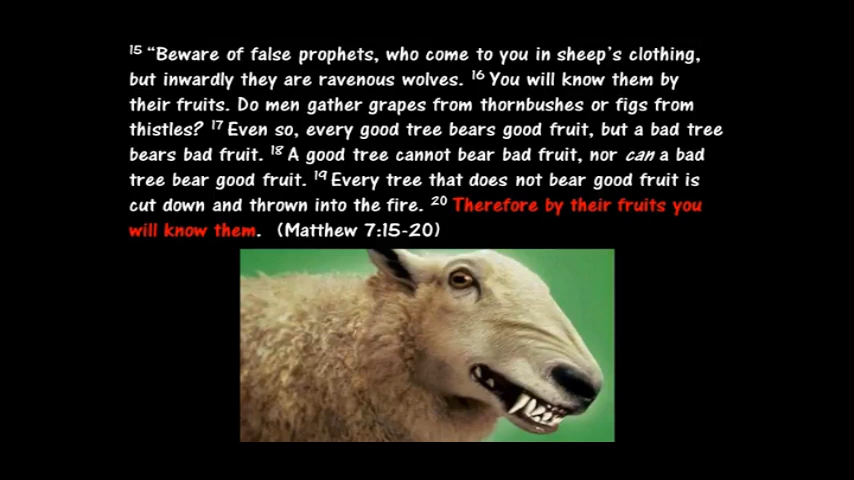 15 “Beware of false prophets, who come to you in sheep’s clothing,
but inwardly they are ravenous wolves. 16 You will know them by
their fruits. Do men gather grapes from thornbushes or figs from
thistles? 17 Even so, every good tree bears good fruit, but a bad tree
bears bad fruit. 18 A good tree cannot bear bad fruit, nor can a bad
tree bear good fruit. 19 Every tree that does not bear good fruit is
cut down and thrown into the fire. 20 Therefore by their fruits you
will know them. (Matthew 7:15-20)